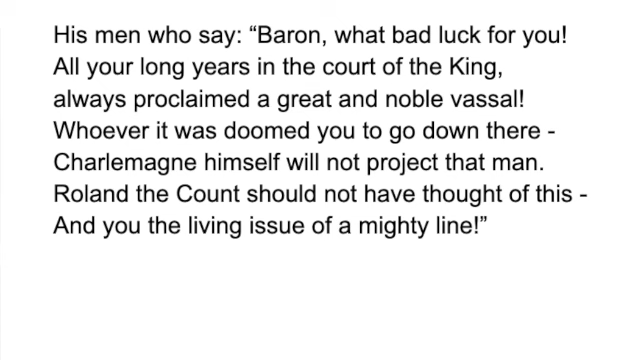 His men who say: “Baron, what bad luck for you!
All your long years in the court of the King,
always proclaimed a great and noble vassal!
Whoever it was doomed you to go down there -
Charlemagne himself will not project that man.
Roland the Count should not have thought of this -
And you the living issue of a mighty line!”